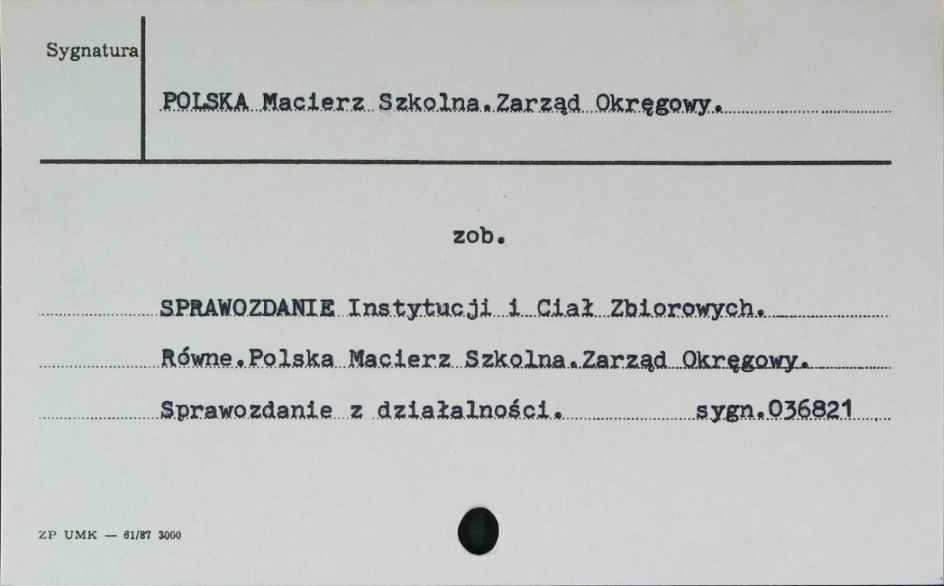 Sygnatura
POLSKA Macierz Szkolna.Zarząd Okręgowy.
zob.
SPRAWOZDANIE Instytucji i Ciał Zbiorowych.
Równe.Polska Macierz Szkolna.Zarząd Okręgowy.
Sprawozdanie z działalności. sygn.036821
ZP UMK — 61/87 3000